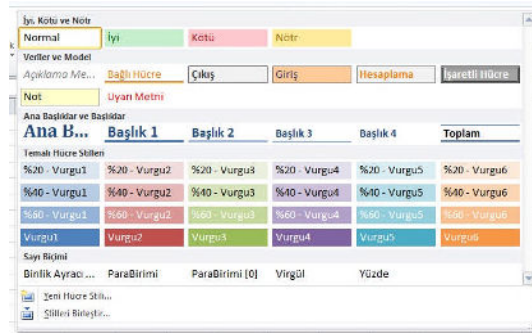 İyi, Kötü ve Nötr
Normal İyi Kötü Nötr
Veriler ve Model
Açıklama Me... Bağlı Hücre Çıkış Giriş Hesaplama İşaretli Hücre
Not Uyarı Metni
Ana Başlıklar ve Başlıklar
Ana B... Başlık 1 Başlık 2 Başlık 3 Başlık 4 Toplam
Temalı Hücre Stilleri
%20 - Vurgu1 %20 - Vurgu2 %20 - Vurgu3 %20 - Vurgu4 %20 - Vurgu5 %20 - Vurgu6
%40 - Vurgu1 %40 - Vurgu2 %40 - Vurgu3 %40 - Vurgu4 %40 - Vurgu5 %40 - Vurgu6
%60 - Vurgu1 %60 - Vurgu2 %60 - Vurgu3 %60 - Vurgu4 %60 - Vurgu5 %60 - Vurgu6
Vurgu1 Vurgu2 Vurgu3 Vurgu4 Vurgu5 Vurgu6
Sayı Biçimi
Binlik Ayracı ... ParaBirimi ParaBirimi [0] Virgül Yüzde
Yeni Hücre Stili...
Stilleri Birleştir...